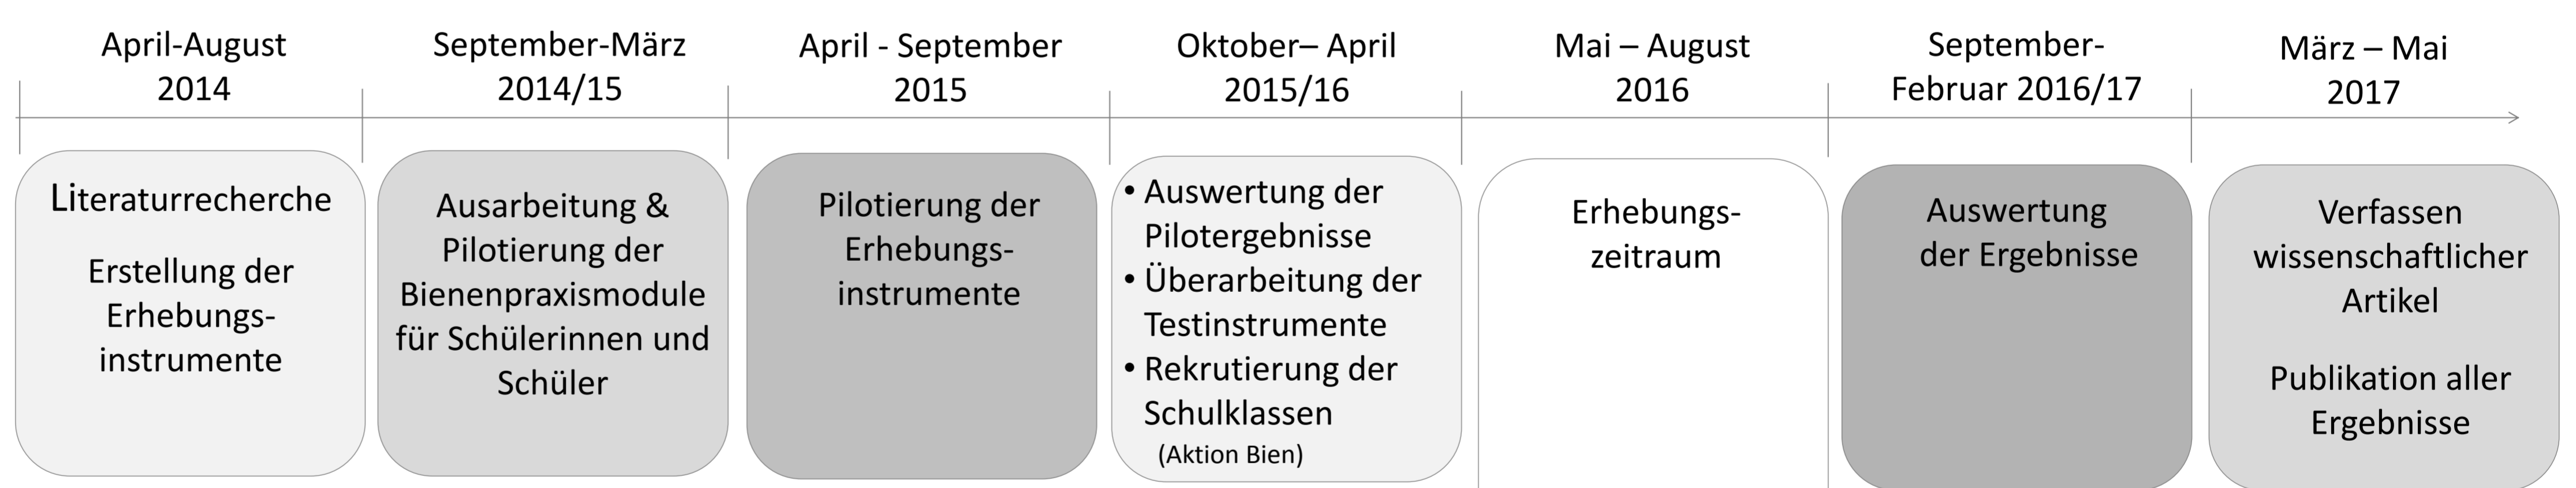 April-August
2014
September-März
2014/15
April - September
2015
Oktober– April
2015/16
Mai – August
2016
September-
Februar 2016/17
März – Mai
2017
Literaturrecherche
Erstellung der
Erhebungs-
instrumente
Ausarbeitung &
Pilotierung der
Bienenpraxismodule
für Schülerinnen und
Schüler
Pilotierung der
Erhebungs-
instrumente
• Auswertung der
Pilotergebnisse
• Überarbeitung der
Testinstrumente
• Rekrutierung der
Schulklassen
(Aktion Bien)
Erhebungs-
zeitraum
Auswertung
der Ergebnisse
Verfassen
wissenschaftlicher
Artikel
Publikation aller
Ergebnisse